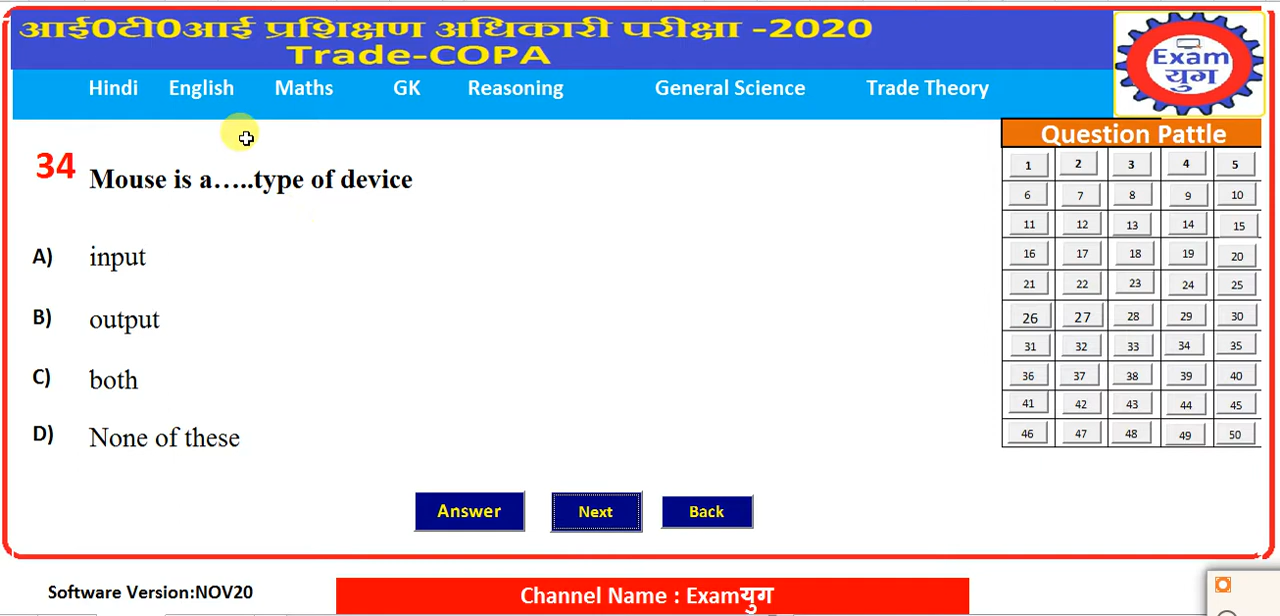 आई0टी0आई प्रशिक्षण अधिकारी परीक्षा -2020
Trade-COPA
Exam
युग
Hindi English Maths GK Reasoning General Science Trade Theory
Question Pattle
34 Mouse is a…..type of device
A) input
B) output
C) both
D) None of these
1 2 3 4 5
6 7 8 9 10
11 12 13 14 15
16 17 18 19 20
21 22 23 24 25
26 27 28 29 30
31 32 33 34 35
36 37 38 39 40
41 42 43 44 45
46 47 48 49 50
Answer Next Back
Software Version:NOV20
Channel Name : Examयुग